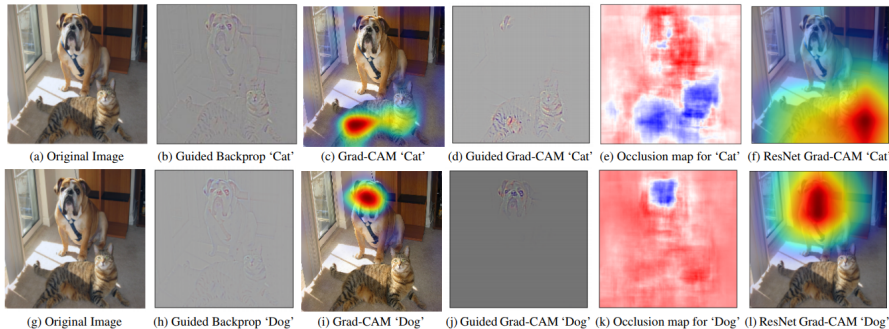 (a) Original Image
(b) Guided Backprop ‘Cat’
(c) Grad-CAM ‘Cat’
(d) Guided Grad-CAM ‘Cat’
(e) Occlusion map for ‘Cat’
(f) ResNet Grad-CAM ‘Cat’
(g) Original Image
(h) Guided Backprop ‘Dog’
(i) Grad-CAM ‘Dog’
(j) Guided Grad-CAM ‘Dog’
(k) Occlusion map for ‘Dog’
(l) ResNet Grad-CAM ‘Dog’